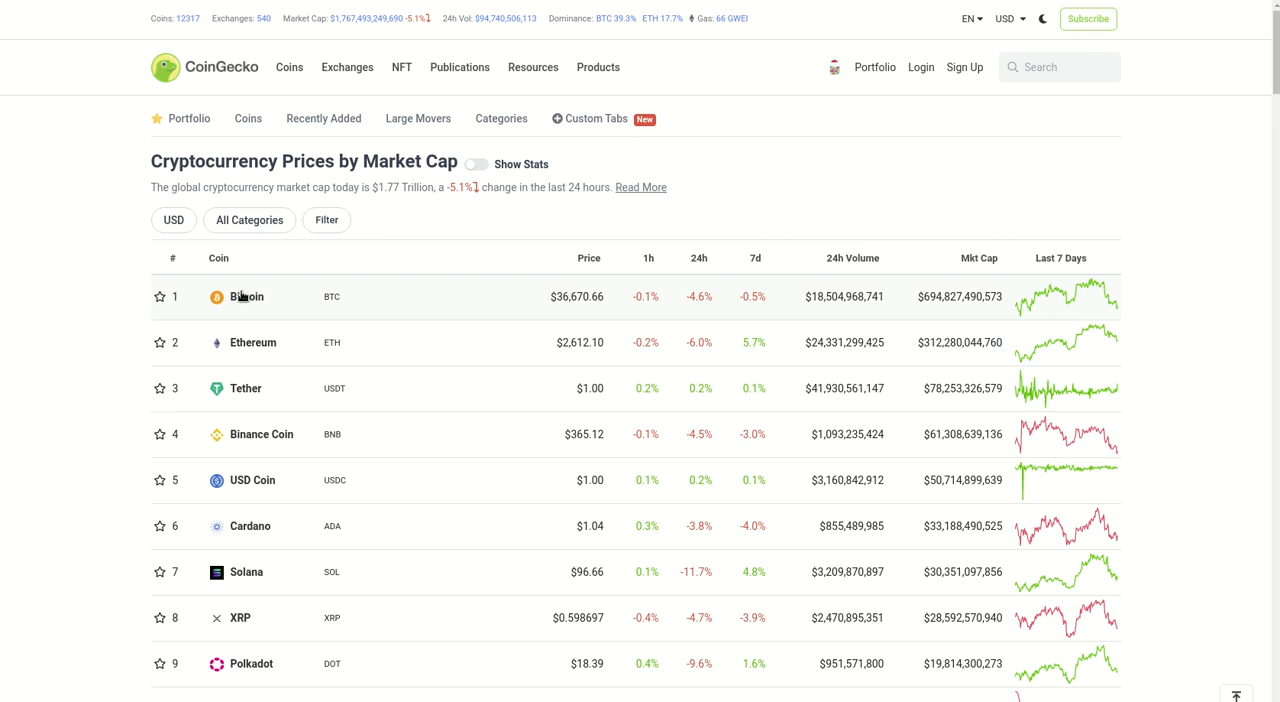 Coins: 12317 Exchanges: 540 Market Cap: $1,767,493,249,690 -5.1% 24h Vol: $94,740,506,113 Dominance: BTC 39.3% ETH 17.7% Gas: 66 GWEI EN USD Subscribe
CoinGecko Coins Exchanges NFT Publications Resources Products Portfolio Login Sign Up Search
Portfolio Coins Recently Added Large Movers Categories Custom Tabs New
Cryptocurrency Prices by Market Cap Show Stats
The global cryptocurrency market cap today is $1.77 Trillion, a -5.1% change in the last 24 hours. Read More
USD All Categories Filter
# Coin Price 1h 24h 7d 24h Volume Mkt Cap Last 7 Days
1 Bitcoin BTC $36,670.66 -0.1% -4.6% -0.5% $18,504,968,741 $694,827,490,573
2 Ethereum ETH $2,612.10 -0.2% -6.0% 5.7% $24,331,299,425 $312,280,044,760
3 Tether USDT $1.00 0.2% 0.2% 0.1% $41,930,561,147 $78,253,326,579
4 Binance Coin BNB $365.12 -0.1% -4.5% -3.0% $1,093,235,424 $61,308,639,136
5 USD Coin USDC $1.00 0.1% 0.2% 0.1% $3,160,842,912 $50,714,899,639
6 Cardano ADA $1.04 0.3% -3.8% -4.0% $855,489,985 $33,188,490,525
7 Solana SOL $96.66 0.1% -11.7% 4.8% $3,209,870,897 $30,351,097,856
8 XRP XRP $0.598697 -0.4% -4.7% -3.9% $2,470,895,351 $28,592,570,940
9 Polkadot DOT $18.39 0.4% -9.6% 1.6% $951,571,800 $19,814,300,273